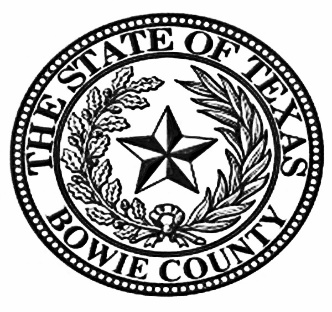 THE STATE OF TEXAS
BOWIE COUNTY